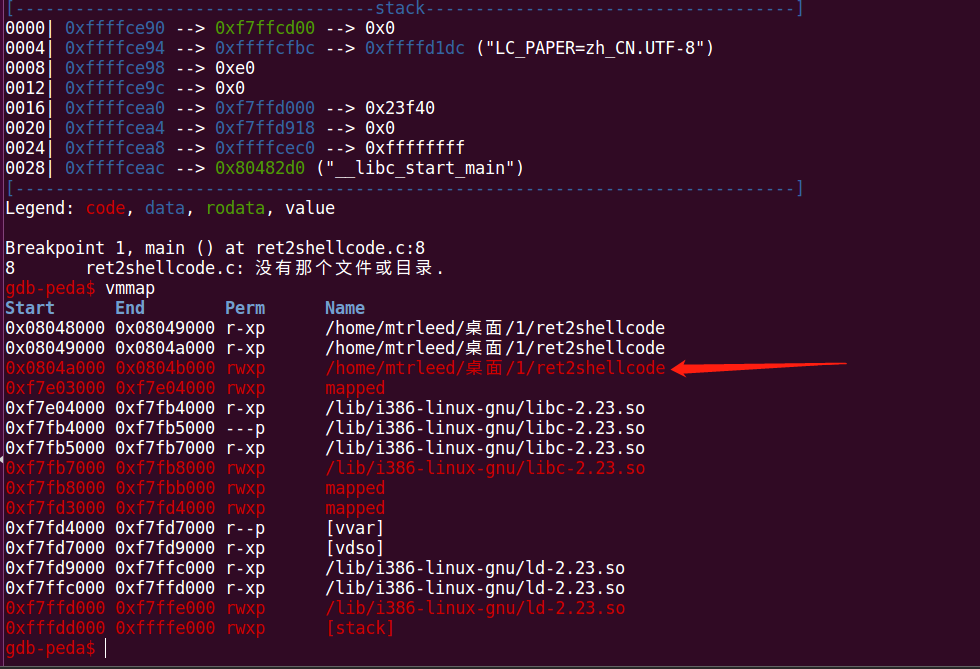 [------------------------------------stack-------------------------------------]
0000| 0xffffce90 --> 0xf7ffcd00 --> 0x0
0004| 0xffffce94 --> 0xffffcfbc --> 0xffffd1dc ("LC_PAPER=zh_CN.UTF-8")
0008| 0xffffce98 --> 0xe0
0012| 0xffffce9c --> 0x0
0016| 0xffffcea0 --> 0xf7ffd000 --> 0x23f40
0020| 0xffffcea4 --> 0xf7ffd918 --> 0x0
0024| 0xffffcea8 --> 0xffffcec0 --> 0xffffffff
0028| 0xffffceac --> 0x80482d0 ("__libc_start_main")
[------------------------------------------------------------------------------]
Legend: code, data, rodata, value
Breakpoint 1, main () at ret2shellcode.c:8
8       ret2shellcode.c: 没有那个文件或目录.
gdb-peda$ vmmap
Start      End        Perm      Name
0x08048000 0x08049000 r-xp      /home/mtrleed/桌面/1/ret2shellcode
0x08049000 0x0804a000 r-xp      /home/mtrleed/桌面/1/ret2shellcode
0x0804a000 0x0804b000 rwxp      /home/mtrleed/桌面/1/ret2shellcode
0xf7e03000 0xf7e04000 rwxp      mapped
0xf7e04000 0xf7fb4000 r-xp      /lib/i386-linux-gnu/libc-2.23.so
0xf7fb4000 0xf7fb5000 ---p      /lib/i386-linux-gnu/libc-2.23.so
0xf7fb5000 0xf7fb7000 r-xp      /lib/i386-linux-gnu/libc-2.23.so
0xf7fb7000 0xf7fb8000 rwxp      /lib/i386-linux-gnu/libc-2.23.so
0xf7fb8000 0xf7fbb000 rwxp      mapped
0xf7fd3000 0xf7fd4000 rwxp      mapped
0xf7fd4000 0xf7fd7000 r--p      [vvar]
0xf7fd7000 0xf7fd9000 r-xp      [vdso]
0xf7fd9000 0xf7ffc000 r-xp      /lib/i386-linux-gnu/ld-2.23.so
0xf7ffc000 0xf7ffd000 r-xp      /lib/i386-linux-gnu/ld-2.23.so
0xf7ffd000 0xf7ffe000 rwxp      /lib/i386-linux-gnu/ld-2.23.so
0xfffdd000 0xffffe000 rwxp      [stack]
gdb-peda$